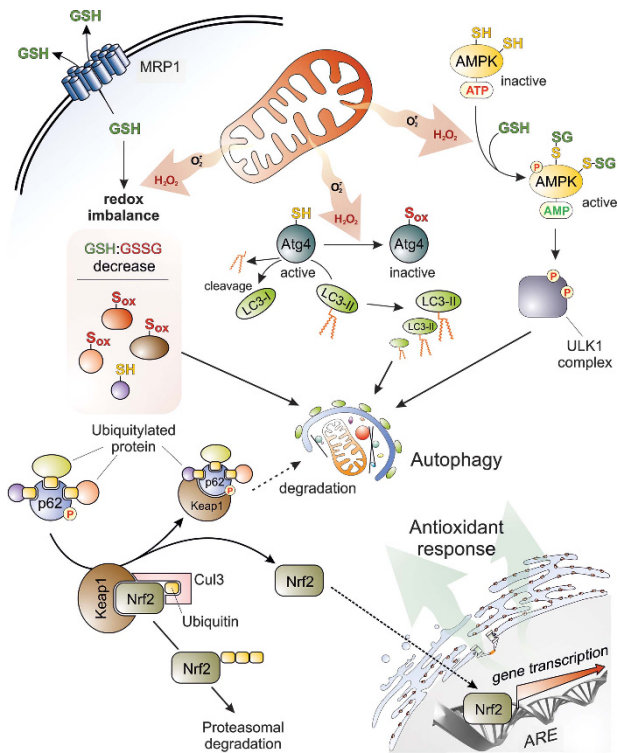 GSH
GSH
MRP1
GSH
redox
imbalance
H₂O₂
O₂⁻
O₂⁻
H₂O₂
O₂⁻
H₂O₂
SH
SH
AMPK
inactive
ATP
GSH
SG
S
S-SG
P
AMPK
active
AMP
GSH:GSSG
decrease
Sox
Sox
Sox
SH
SH
Atg4
active
Sox
Atg4
inactive
cleavage
LC3-I
LC3-II
LC3-II
LC3-II
P
P
ULK1
complex
Ubiquitylated
protein
p62
P
p62
P
Keap1
degradation
Autophagy
Keap1
Nrf2
Cul3
Ubiquitin
Nrf2
Nrf2
Proteasomal
degradation
Antioxidant
response
gene transcription
Nrf2
ARE